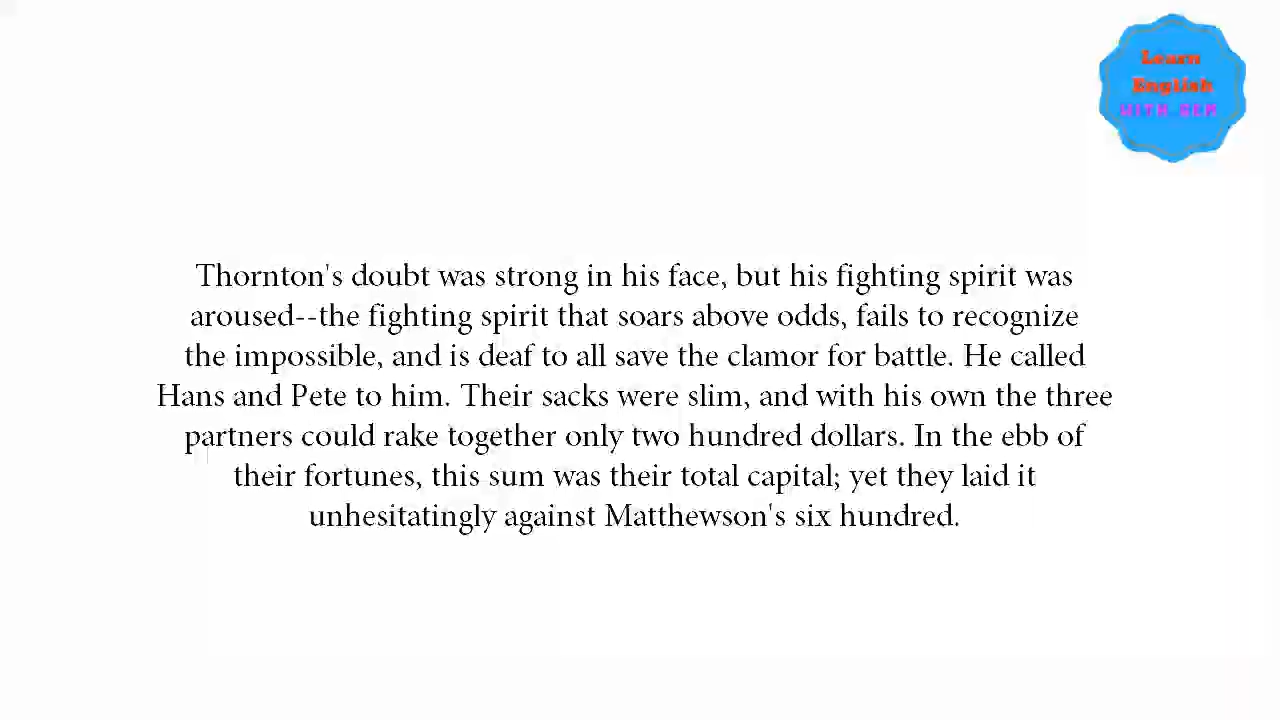 Learn
English
WITH GEM
Thornton's doubt was strong in his face, but his fighting spirit was
aroused--the fighting spirit that soars above odds, fails to recognize
the impossible, and is deaf to all save the clamor for battle. He called
Hans and Pete to him. Their sacks were slim, and with his own the three
partners could rake together only two hundred dollars. In the ebb of
their fortunes, this sum was their total capital; yet they laid it
unhesitatingly against Matthewson's six hundred.